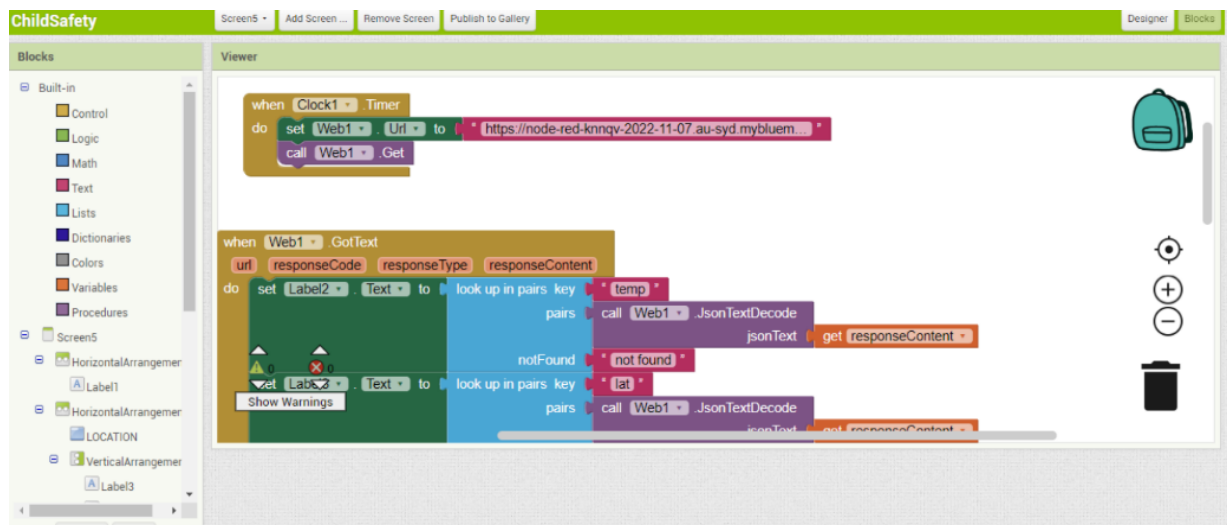 ChildSafety
Screen5
Add Screen ...
Remove Screen
Publish to Gallery
Designer
Blocks
Blocks
Viewer
Built-in
Control
Logic
Math
Text
Lists
Dictionaries
Colors
Variables
Procedures
Screen5
HorizontalArrangemer
Label1
HorizontalArrangemer
LOCATION
VerticalArrangemer
Label3
when Clock1 .Timer
do set Web1 . Url to " https://node-red-knnqv-2022-11-07.au-syd.mybluem... "
call Web1 .Get
when Web1 .GotText
url responseCode responseType responseContent
do set Label2 . Text to look up in pairs key " temp "
pairs call Web1 .JsonTextDecode
jsonText get responseContent
notFound " not found "
0 0
set Label3 . Text to look up in pairs key " lat "
Show Warnings
pairs call Web1 .JsonTextDecode
jsonText get responseContent